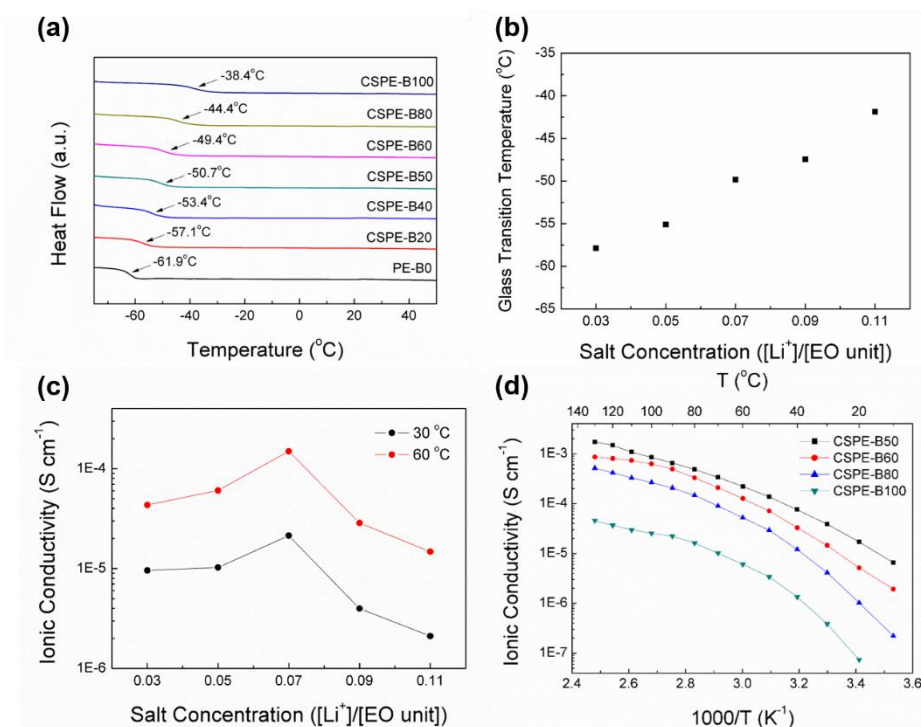 (a)
Heat Flow (a.u.)
-38.4°C
CSPE-B100
-44.4°C
CSPE-B80
-49.4°C
CSPE-B60
-50.7°C
CSPE-B50
-53.4°C
CSPE-B40
-57.1°C
CSPE-B20
-61.9°C
PE-B0
-60 -40 -20 0 20 40
Temperature (°C)
(b)
Glass Transition Temperature (°C)
-35
-40
-45
-50
-55
-60
-65
0.03 0.05 0.07 0.09 0.11
Salt Concentration ([Li⁺]/[EO unit])
(c)
Ionic Conductivity (S cm⁻¹)
30 °C
60 °C
1E-4
1E-5
1E-6
0.03 0.05 0.07 0.09 0.11
Salt Concentration ([Li⁺]/[EO unit])
(d)
T (°C)
140 120 100 80 60 40 20
Ionic Conductivity (S cm⁻¹)
CSPE-B50
CSPE-B60
CSPE-B80
CSPE-B100
1E-3
1E-4
1E-5
1E-6
1E-7
2.4 2.6 2.8 3.0 3.2 3.4 3.6
1000/T (K⁻¹)